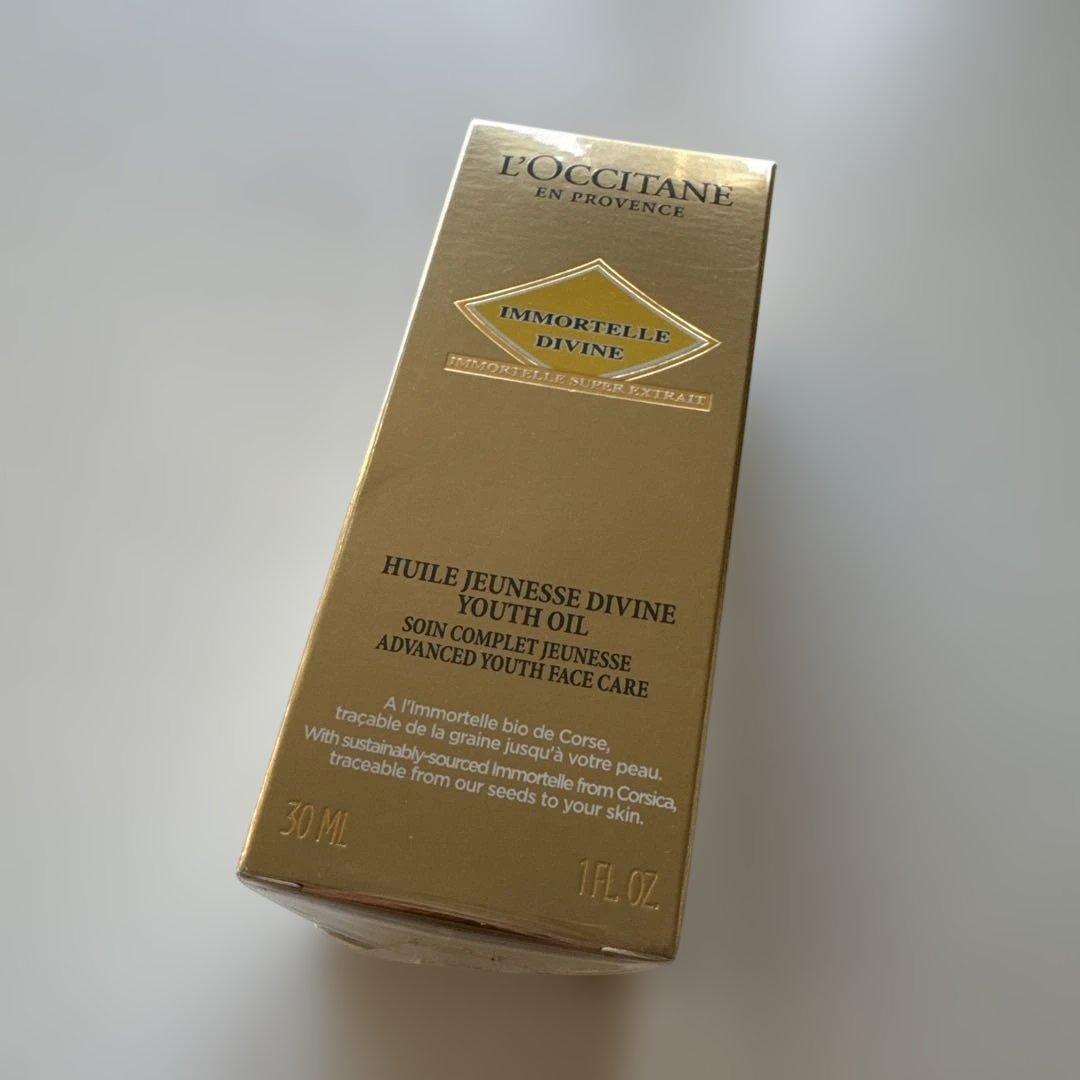 L'OCCITANE
EN PROVENCE
IMMORTELLE
DIVINE
IMMORTELLE SUPER EXTRAIT
HUILE JEUNESSE DIVINE
YOUTH OIL
SOIN COMPLET JEUNESSE
ADVANCED YOUTH FACE CARE
A l'Immortelle bio de Corse,
traçable de la graine jusqu'à votre peau.
With sustainably-sourced Immortelle from Corsica,
traceable from our seeds to your skin.
30 ML
1 FL OZ.